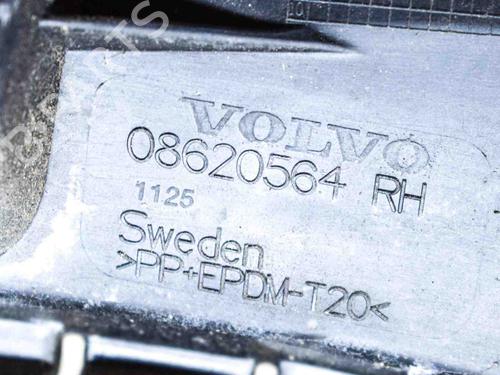 VOLVO
08620564 RH
1125
Sweden
>PP+EPDM-T20<